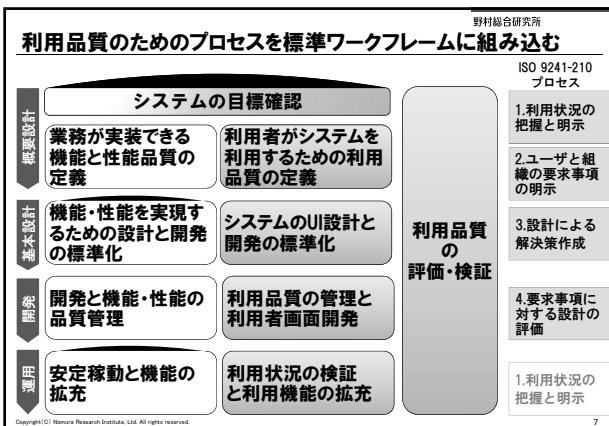 野村総合研究所
利用品質のためのプロセスを標準ワークフレームに組み込む
ISO 9241-210
プロセス
概要設計
システムの目標確認
業務が実装できる
機能と性能品質の
定義
利用者がシステムを
利用するための利用
品質の定義
基本設計
機能・性能を実現す
るための設計と開発
の標準化
システムのUI設計と
開発の標準化
開発
開発と機能・性能の
品質管理
利用品質の管理と
利用者画面開発
運用
安定稼動と機能の
拡充
利用状況の検証
と利用機能の拡充
利用品質
の
評価・検証
1.利用状況の
把握と明示
2.ユーザと組
織の要求事項
の明示
3.設計による
解決策作成
4.要求事項に
対する設計の
評価
1.利用状況の
把握と明示
Copyright(C) Nomura Research Institute, Ltd. All rights reserved.
7